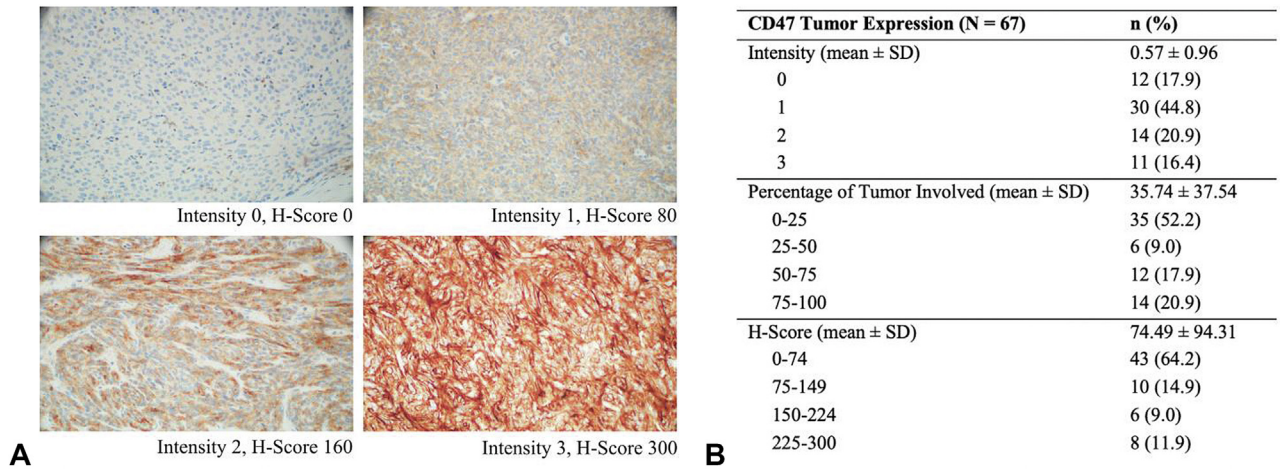 Intensity 0, H-Score 0
Intensity 1, H-Score 80
Intensity 2, H-Score 160
Intensity 3, H-Score 300
A
CD47 Tumor Expression (N = 67) n (%)
Intensity (mean ± SD) 0.57 ± 0.96
0 12 (17.9)
1 30 (44.8)
2 14 (20.9)
3 11 (16.4)
Percentage of Tumor Involved (mean ± SD) 35.74 ± 37.54
0-25 35 (52.2)
25-50 6 (9.0)
50-75 12 (17.9)
75-100 14 (20.9)
H-Score (mean ± SD) 74.49 ± 94.31
0-74 43 (64.2)
75-149 10 (14.9)
150-224 6 (9.0)
225-300 8 (11.9)
B